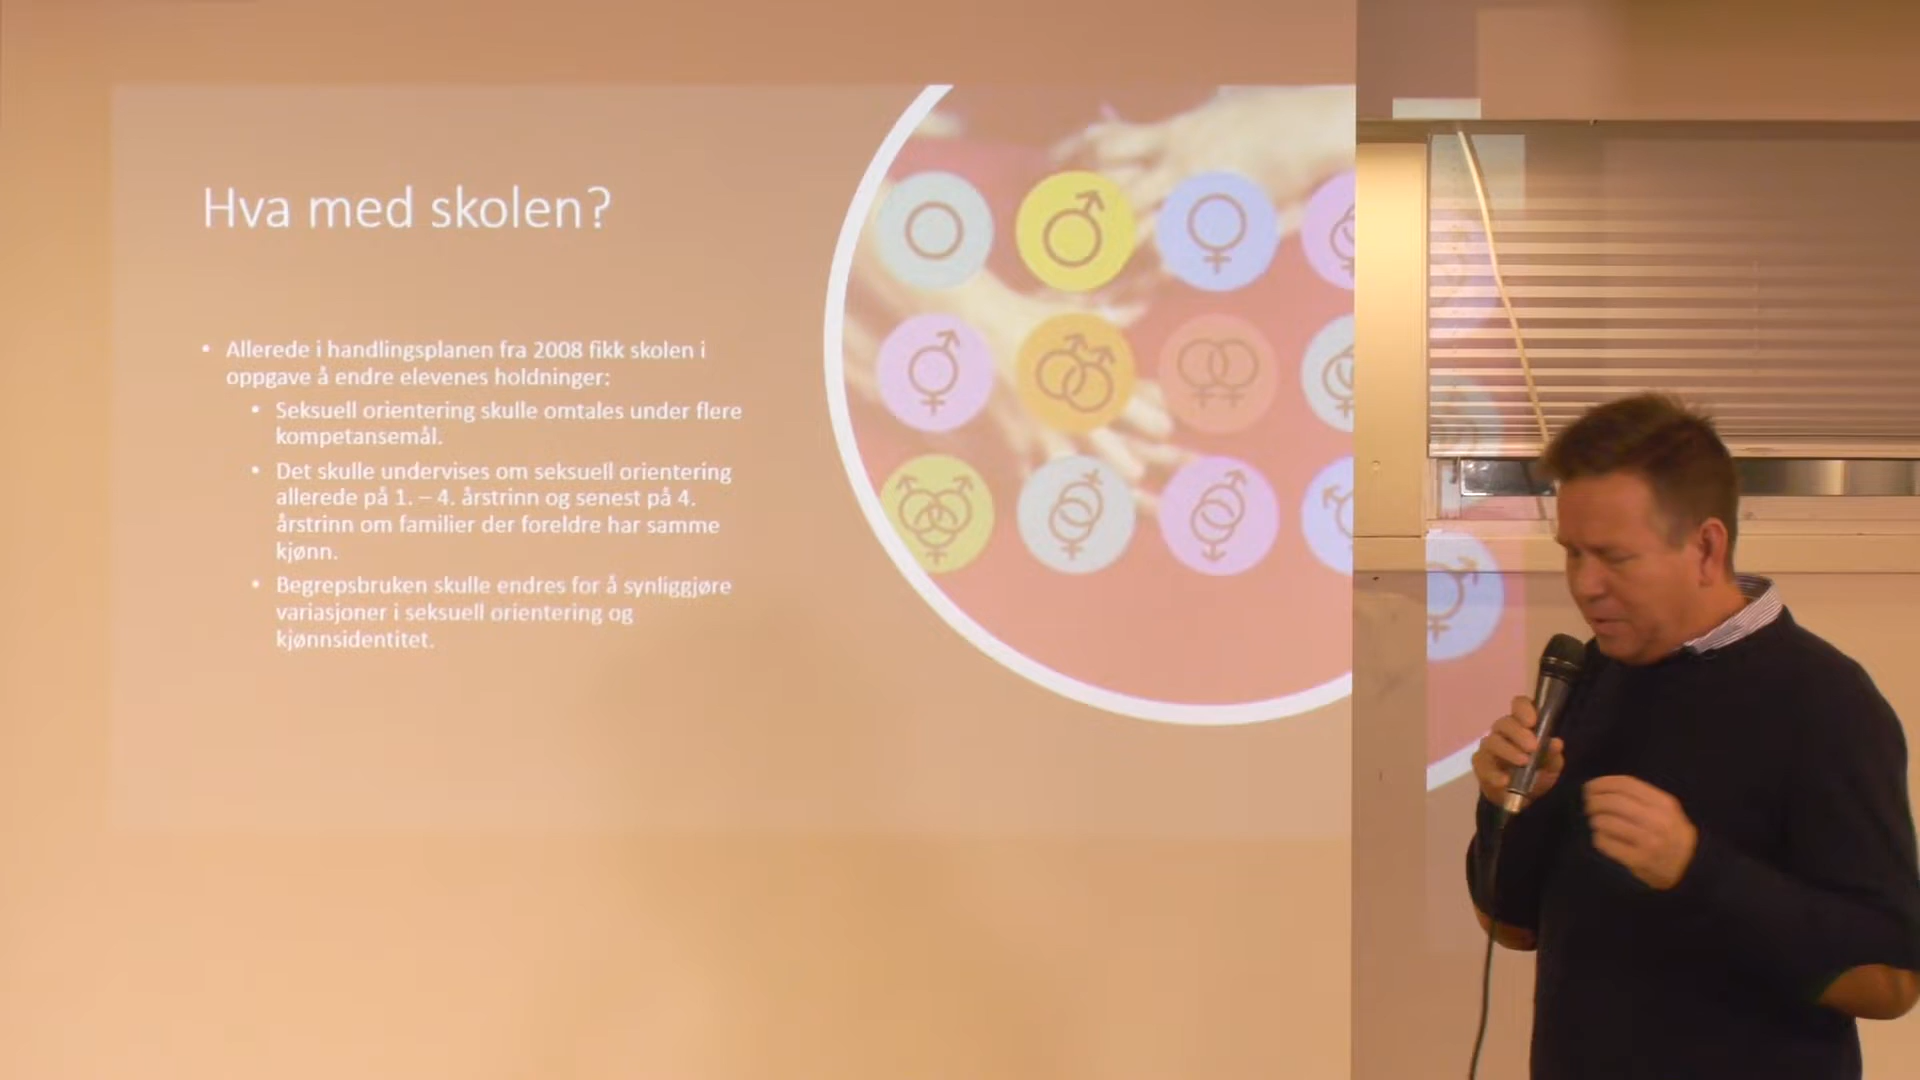 Hva med skolen?
• Allerede i handlingsplanen fra 2008 fikk skolen i
oppgave å endre elevenes holdninger:
• Seksuell orientering skulle omtales under flere
kompetansemål.
• Det skulle undervises om seksuell orientering
allerede på 1. – 4. årstrinn og senest på 4.
årstrinn om familier der foreldre har samme
kjønn.
• Begrepsbruken skulle endres for å synliggjøre
variasjoner i seksuell orientering og
kjønnsidentitet.